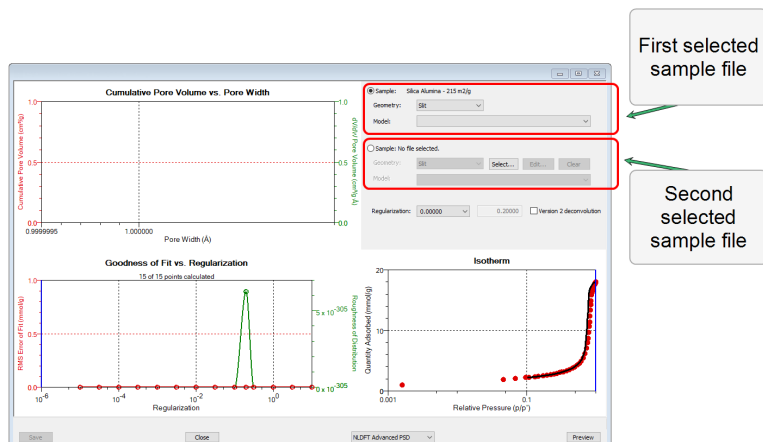 First selected
sample file
Second
selected
sample file
Cumulative Pore Volume vs. Pore Width
Cumulative Pore Volume (cm³/g)
1.0
0.5
0.0
1.0
0.5
0.0
dV/dW Pore Volume (cm³/g·Å)
0.9999995
1.000000
Pore Width (Å)
Sample: Silica Alumina - 215 m2/g
Geometry: Slit
Model:
Sample: No file selected.
Geometry: Slit Select... Edit... Clear
Model:
Regularization: 0.00000 0.20000 Version 2 deconvolution
Goodness of Fit vs. Regularization
15 of 15 points calculated
RMS Error of Fit (mmol/g)
1.0
0.5
0.0
5 x 10-305
0 x 10-305
Roughness of Distribution
10-6 10-4 10-2 100
Regularization
Isotherm
Quantity Adsorbed (mmol/g)
20
10
0
0.001 0.1
Relative Pressure (p/p°)
Save Close NLDFT Advanced PSD Preview